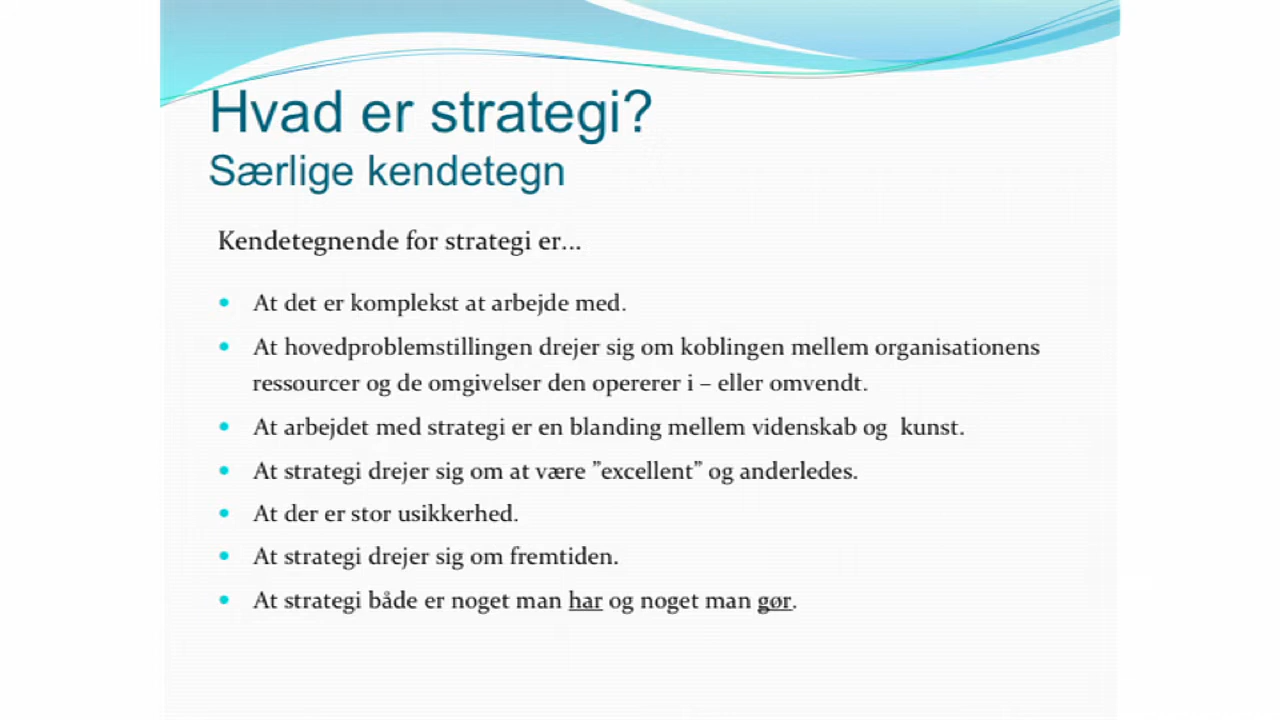 Hvad er strategi?
Særlige kendetegn
Kendetegnende for strategi er...
• At det er komplekst at arbejde med.
• At hovedproblemstillingen drejer sig om koblingen mellem organisationens
ressourcer og de omgivelser den opererer i – eller omvendt.
• At arbejdet med strategi er en blanding mellem videnskab og  kunst.
• At strategi drejer sig om at være ”excellent” og anderledes.
• At der er stor usikkerhed.
• At strategi drejer sig om fremtiden.
• At strategi både er noget man har og noget man gør.